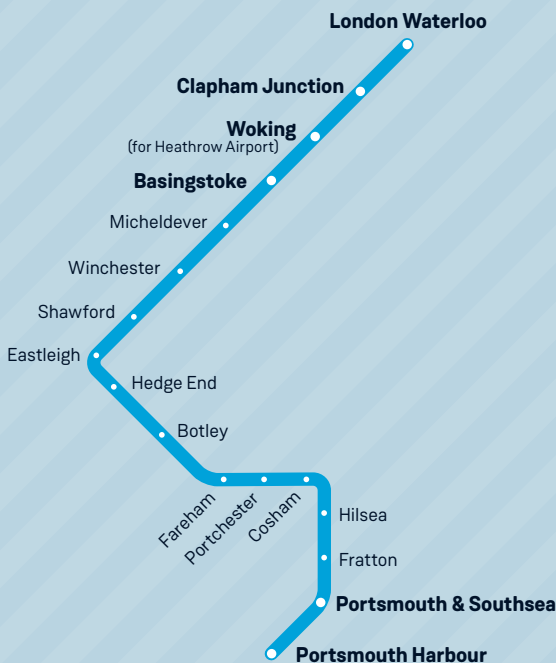 London Waterloo
Clapham Junction
Woking
(for Heathrow Airport)
Basingstoke
Micheldever
Winchester
Shawford
Eastleigh
Hedge End
Botley
Fareham
Portchester
Cosham
Hilsea
Fratton
Portsmouth & Southsea
Portsmouth Harbour